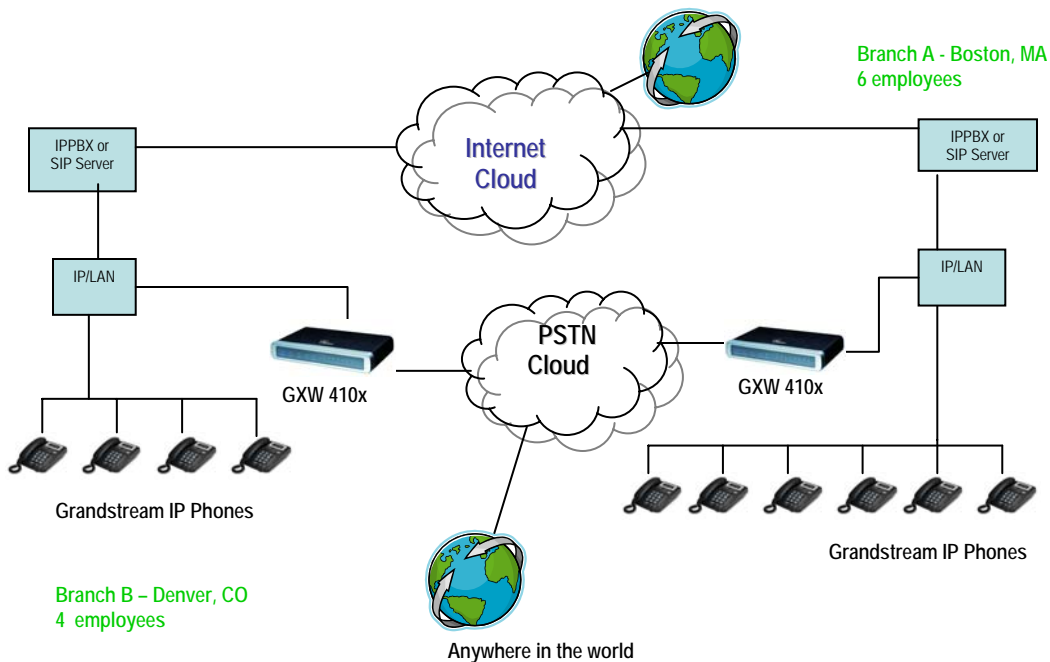 Branch A - Boston, MA
6 employees
IPPBX or
SIP Server
Internet
Cloud
IPPBX or
SIP Server
IP/LAN
IP/LAN
PSTN
Cloud
GXW 410x
GXW 410x
Grandstream IP Phones
Grandstream IP Phones
Branch B – Denver, CO
4 employees
Anywhere in the world